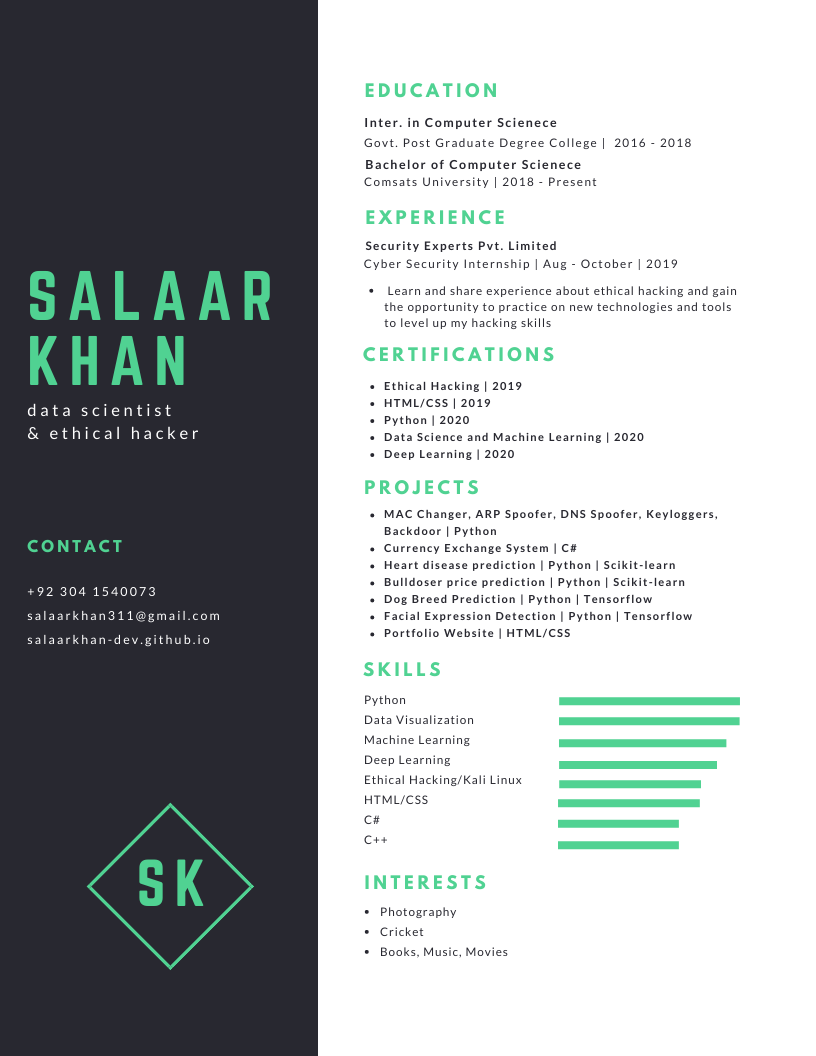 SALAAR
KHAN
data scientist
& ethical hacker
CONTACT
+92 304 1540073
salaarkhan311@gmail.com
salaarkhan-dev.github.io
SK
EDUCATION
Inter. in Computer Scienece
Govt. Post Graduate Degree College | 2016 - 2018
Bachelor of Computer Scienece
Comsats University | 2018 - Present
EXPERIENCE
Security Experts Pvt. Limited
Cyber Security Internship | Aug - October | 2019
• Learn and share experience about ethical hacking and gain
the opportunity to practice on new technologies and tools
to level up my hacking skills
CERTIFICATIONS
• Ethical Hacking | 2019
• HTML/CSS | 2019
• Python | 2020
• Data Science and Machine Learning | 2020
• Deep Learning | 2020
PROJECTS
• MAC Changer, ARP Spoofer, DNS Spoofer, Keyloggers,
Backdoor | Python
• Currency Exchange System | C#
• Heart disease prediction | Python | Scikit-learn
• Bulldoser price prediction | Python | Scikit-learn
• Dog Breed Prediction | Python | Tensorflow
• Facial Expression Detection | Python | Tensorflow
• Portfolio Website | HTML/CSS
SKILLS
Python
Data Visualization
Machine Learning
Deep Learning
Ethical Hacking/Kali Linux
HTML/CSS
C#
C++
INTERESTS
• Photography
• Cricket
• Books, Music, Movies